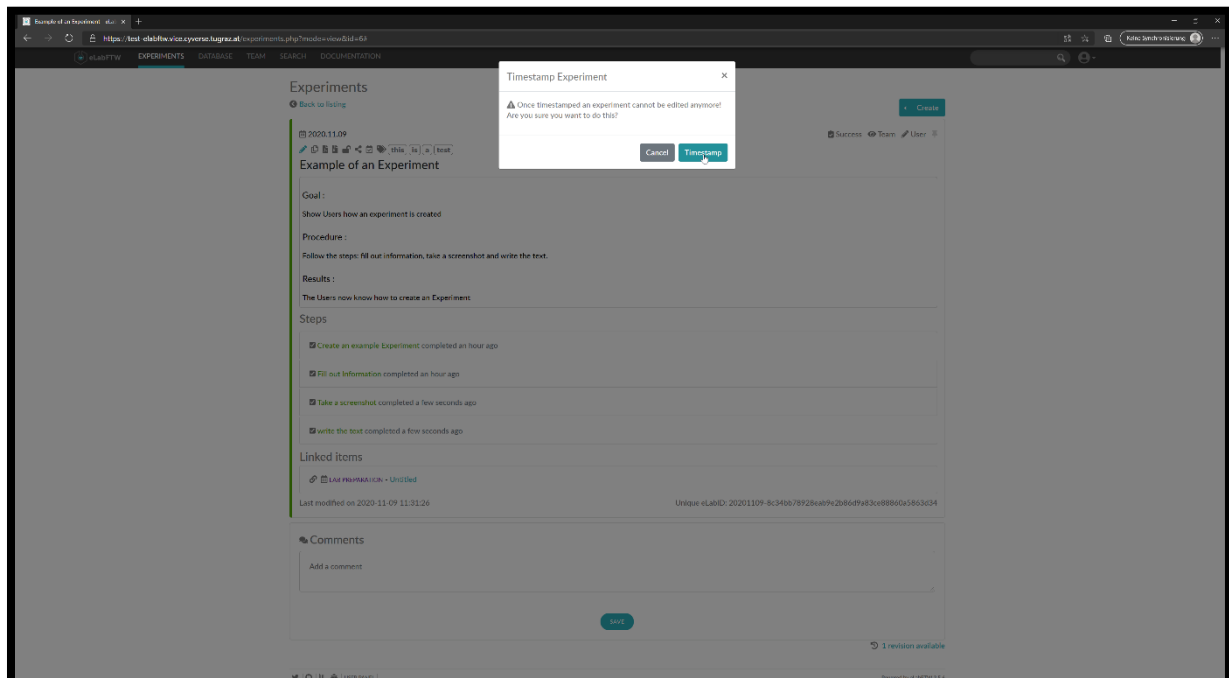 Example of an Experiment - eLab
https://test-elabftw.vice.cyverse.tugraz.at/experiments.php?mode=view&id=6#
Keine Synchronisierung
eLabFTW EXPERIMENTS DATABASE TEAM SEARCH DOCUMENTATION
Timestamp Experiment ×
Once timestamped an experiment cannot be edited anymore!
Are you sure you want to do this?
Cancel Timestamp
Experiments
Back to listing
Create
2020.11.09
Success Team User
this is a test
Example of an Experiment
Goal :
Show Users how an experiment is created
Procedure :
Follow the steps: fill out information, take a screenshot and write the text.
Results :
The Users now know how to create an Experiment
Steps
Create an example Experiment completed an hour ago
Fill out Information completed an hour ago
Take a screenshot completed a few seconds ago
write the text completed a few seconds ago
Linked items
LAB PREPARATION - Untitled
Last modified on 2020-11-09 11:31:26
Unique eLabID:
Comments
Add a comment
SAVE
1 revision available